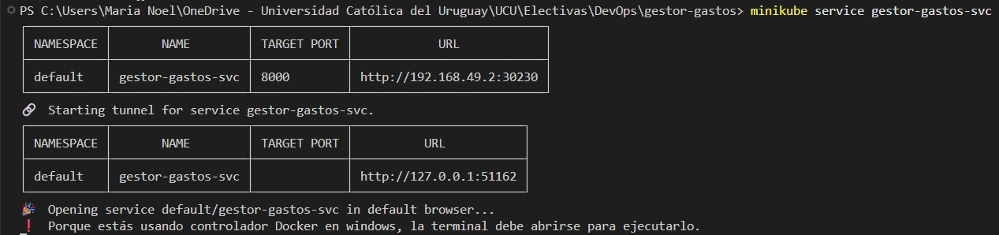 PS C:\Users\Maria Noel\OneDrive - Universidad Católica del Uruguay\UCU\Electivas\DevOps\gestor-gastos> minikube service gestor-gastos-svc
NAMESPACE NAME TARGET PORT URL
default gestor-gastos-svc 8000 http://192.168.49.2:30230
Starting tunnel for service gestor-gastos-svc.
NAMESPACE NAME TARGET PORT URL
default gestor-gastos-svc http://127.0.0.1:51162
Opening service default/gestor-gastos-svc in default browser...
Porque estás usando controlador Docker en windows, la terminal debe abrirse para ejecutarlo.